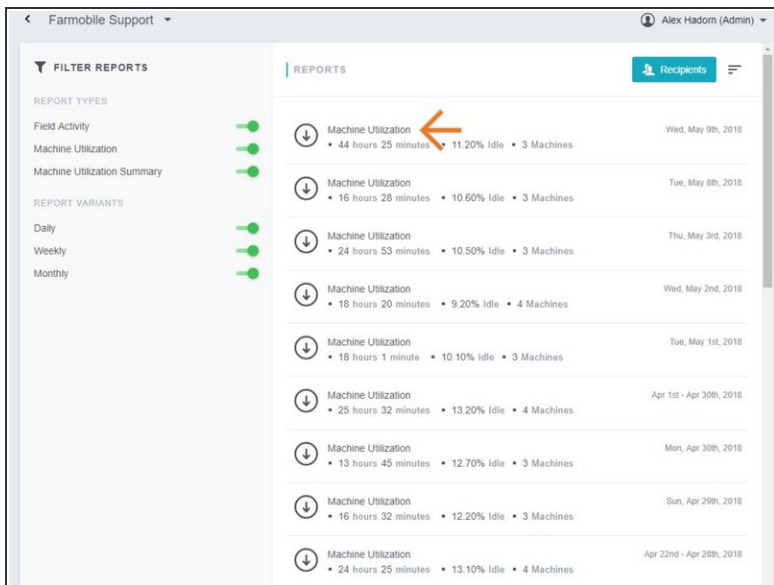 Farmobile Support
Alex Hadorn (Admin)
FILTER REPORTS
REPORT TYPES
Field Activity
Machine Utilization
Machine Utilization Summary
REPORT VARIANTS
Daily
Weekly
Monthly
REPORTS
Recipients
Machine Utilization
Wed, May 9th, 2018
• 44 hours 25 minutes • 11.20% Idle • 3 Machines
Machine Utilization
Tue, May 8th, 2018
• 16 hours 28 minutes • 10.60% Idle • 3 Machines
Machine Utilization
Thu, May 3rd, 2018
• 24 hours 53 minutes • 10.50% Idle • 3 Machines
Machine Utilization
Wed, May 2nd, 2018
• 18 hours 20 minutes • 9.20% Idle • 4 Machines
Machine Utilization
Tue, May 1st, 2018
• 18 hours 1 minute • 10.10% Idle • 3 Machines
Machine Utilization
Apr 1st - Apr 30th, 2018
• 25 hours 32 minutes • 13.20% Idle • 4 Machines
Machine Utilization
Mon, Apr 30th, 2018
• 13 hours 45 minutes • 12.70% Idle • 3 Machines
Machine Utilization
Sun, Apr 29th, 2018
• 16 hours 32 minutes • 12.20% Idle • 3 Machines
Machine Utilization
Apr 22nd - Apr 28th, 2018
• 24 hours 25 minutes • 13.10% Idle • 4 Machines